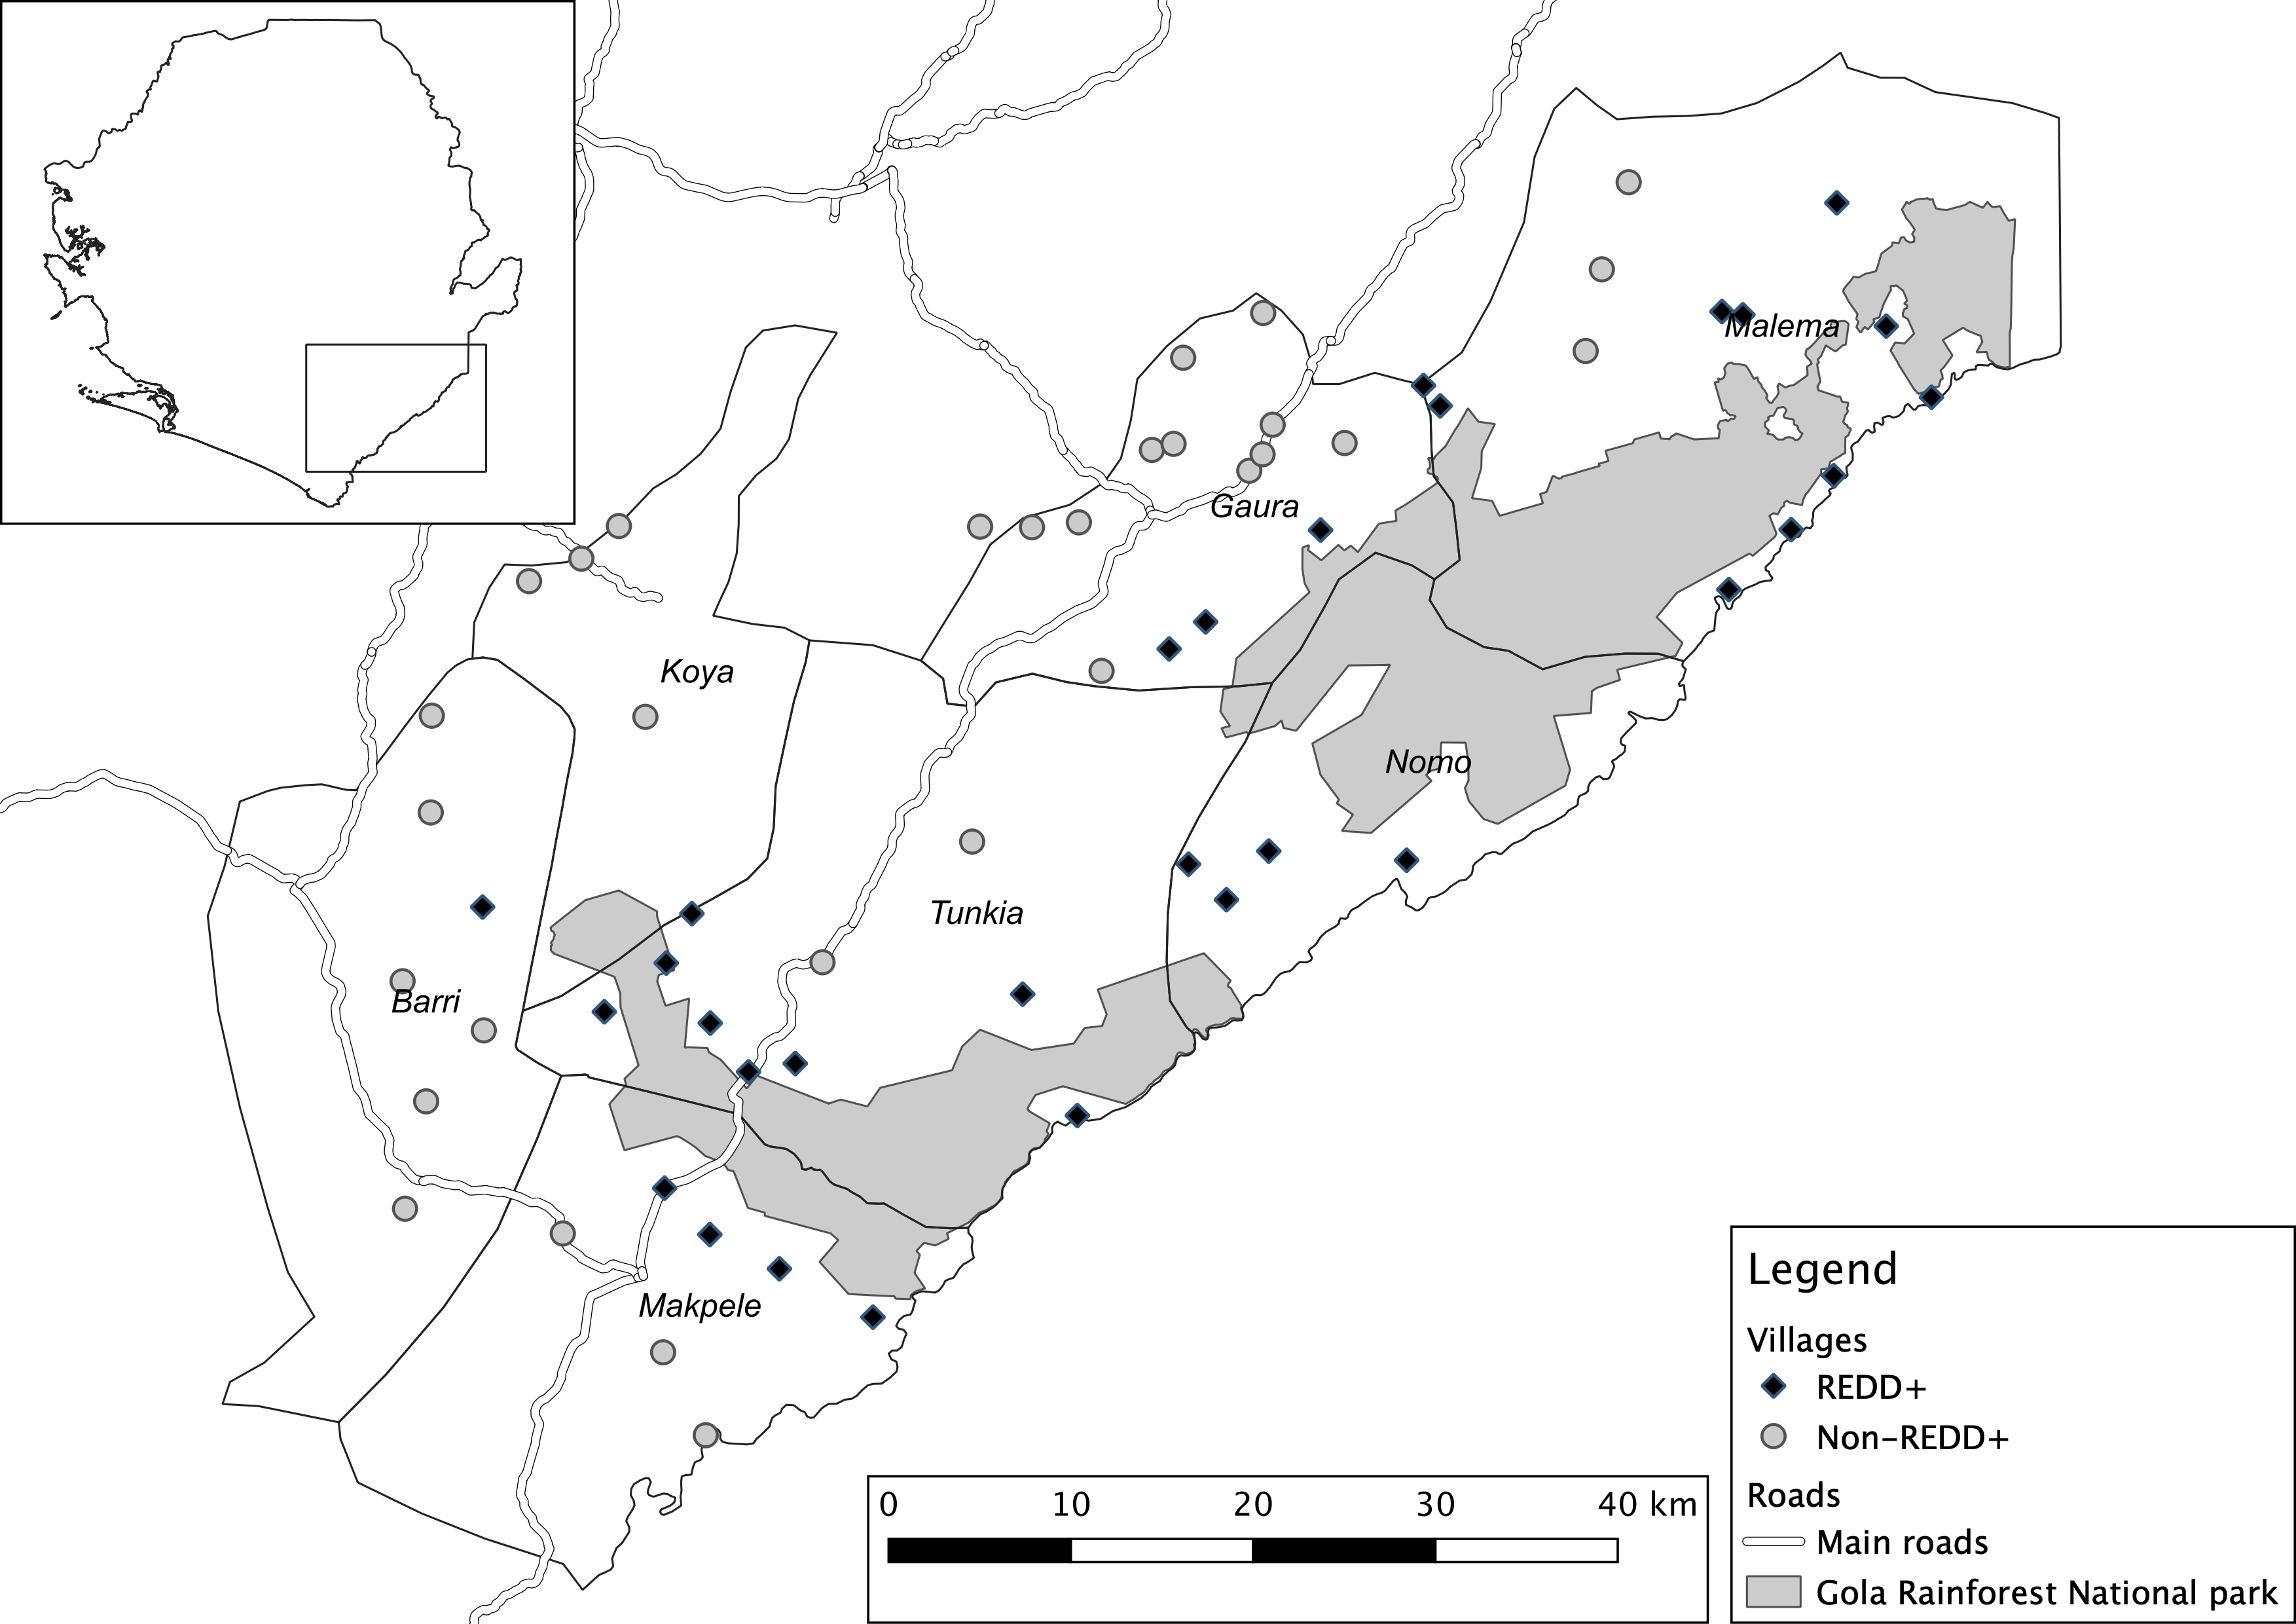 Malema
Gaura
Koya
Nomo
Tunkia
Barri
Makpele
0 10 20 30 40 km
Legend
Villages
REDD+
Non-REDD+
Roads
Main roads
Gola Rainforest National park